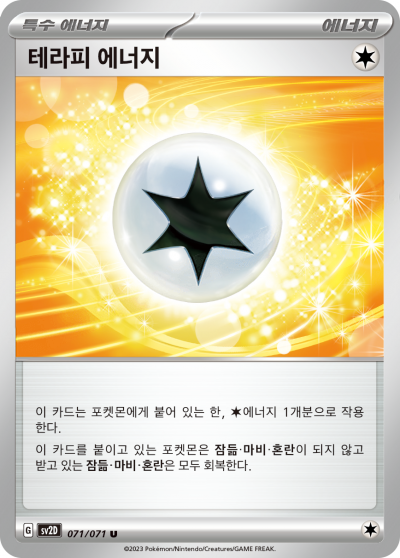 특수 에너지 에너지
테라피 에너지
이 카드는 포켓몬에게 붙어 있는 한, 에너지 1개분으로 작용
한다.
이 카드를 붙이고 있는 포켓몬은 잠듦·마비·혼란이 되지 않고
받고 있는 잠듦·마비·혼란은 모두 회복한다.
G SV2D 071/071 U
©2023 Pokémon/Nintendo/Creatures/GAME FREAK.